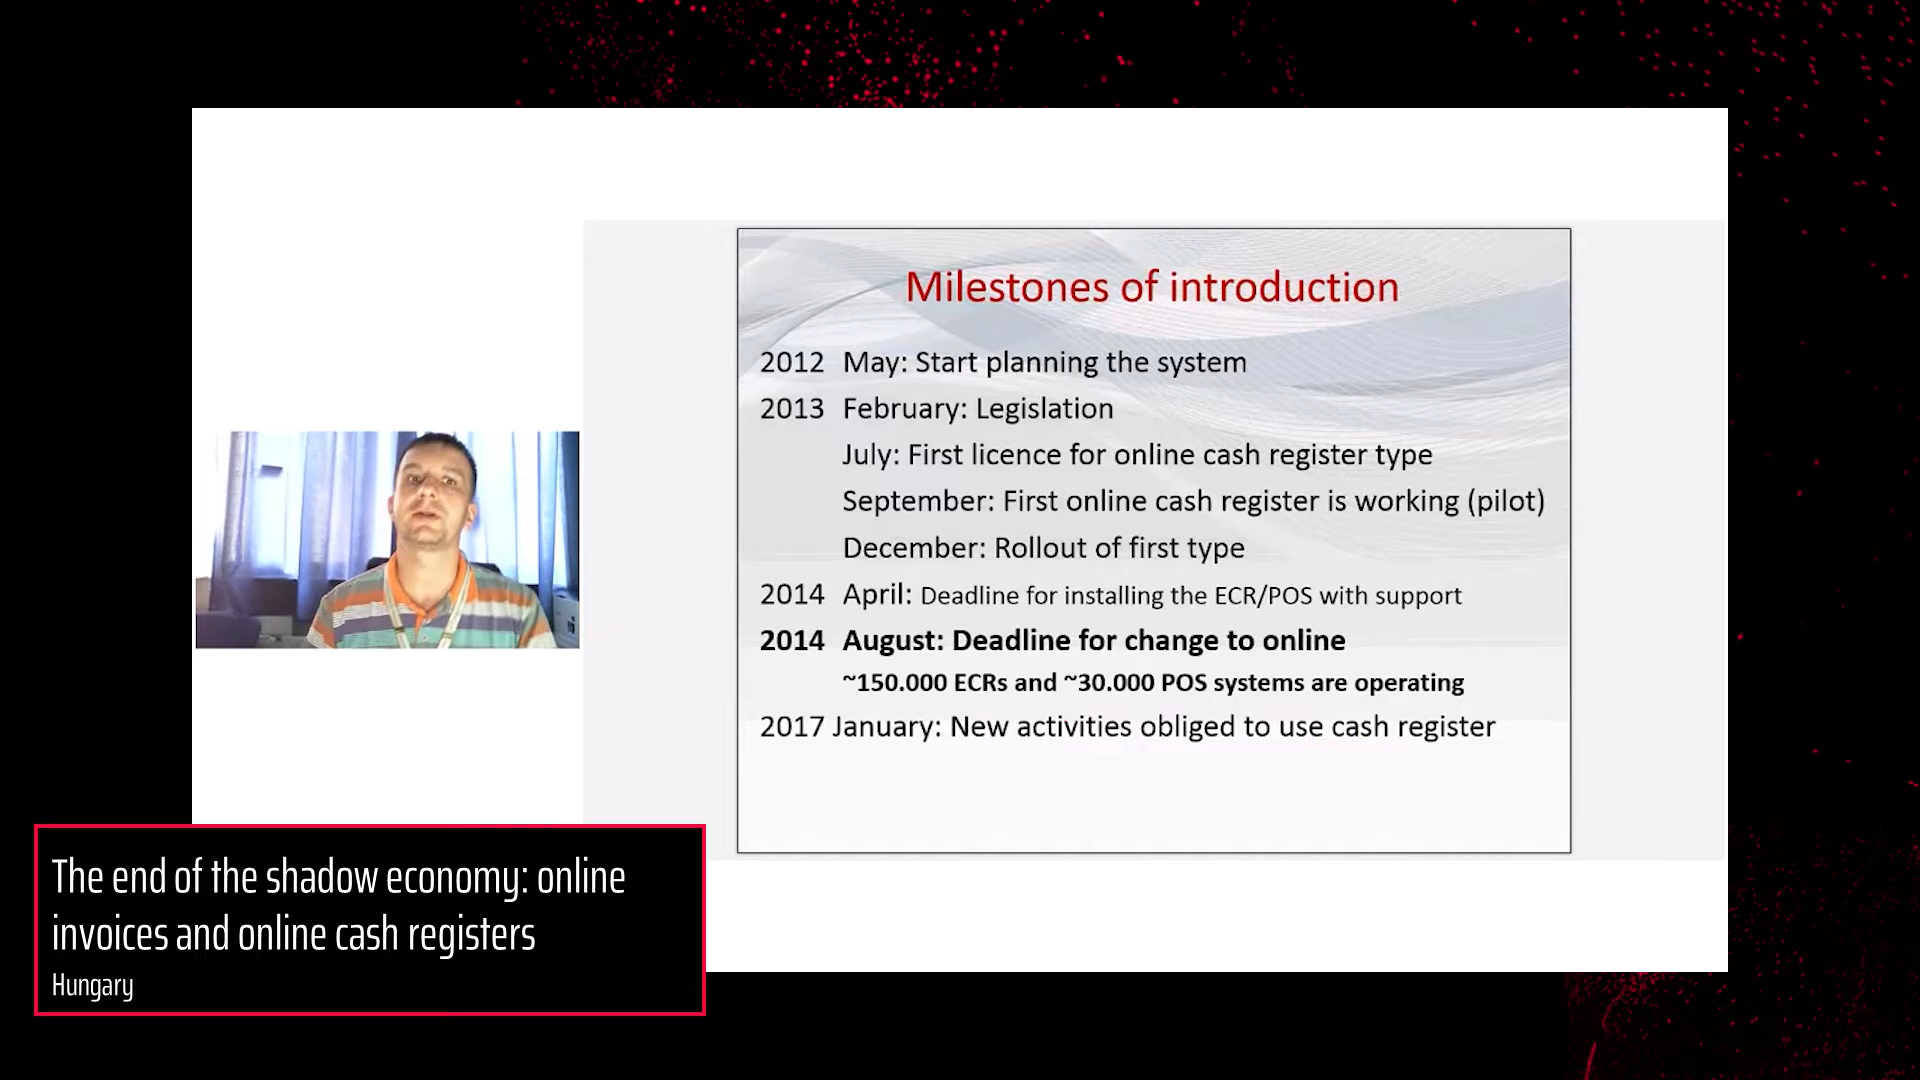 Milestones of introduction
2012 May: Start planning the system
2013 February: Legislation
July: First licence for online cash register type
September: First online cash register is working (pilot)
December: Rollout of first type
2014 April: Deadline for installing the ECR/POS with support
2014 August: Deadline for change to online
~150.000 ECRs and ~30.000 POS systems are operating
2017 January: New activities obliged to use cash register
The end of the shadow economy: online
invoices and online cash registers
Hungary